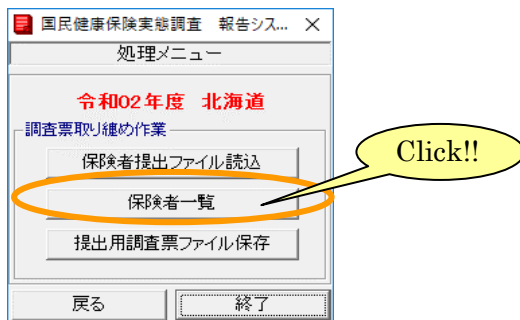 国民健康保険実態調査 報告シス...
処理メニュー
令和02年度 北海道
調査票取り纏め作業
保険者提出ファイル読込
Click!!
保険者一覧
提出用調査票ファイル保存
戻る
終了